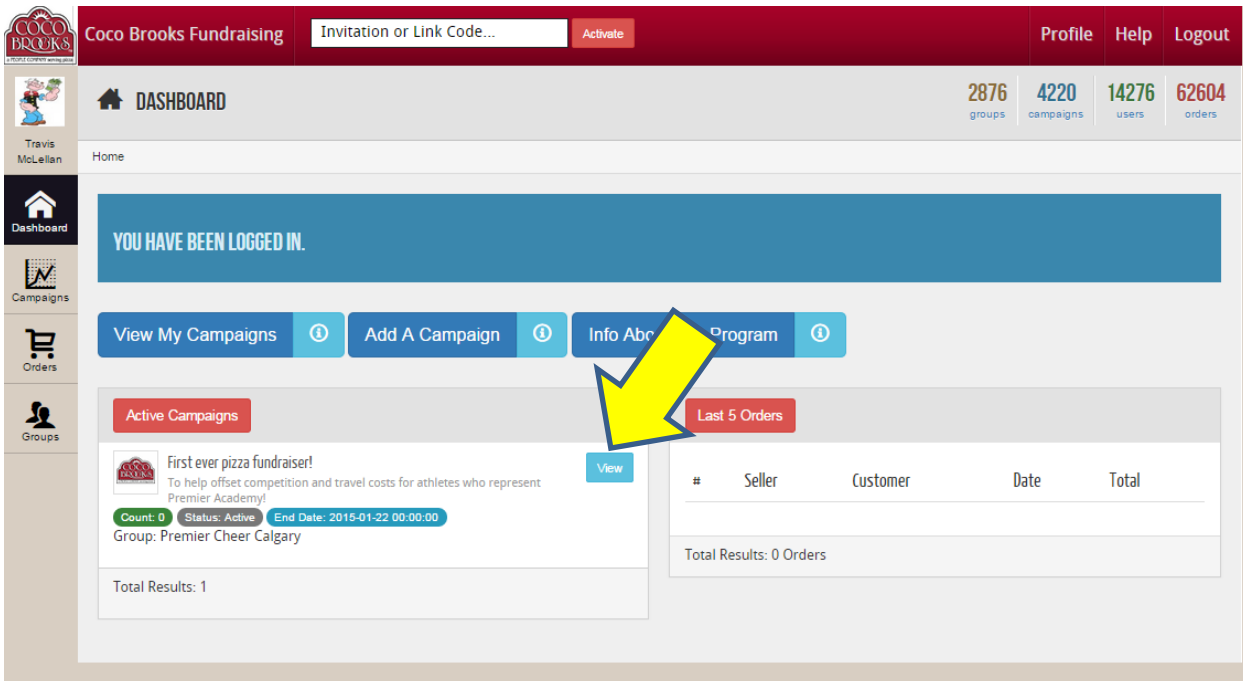 COCO
BROOKS
Coco Brooks Fundraising
Invitation or Link Code...
Activate
Profile
Help
Logout
Travis
McLellan
DASHBOARD
2876
groups
4220
campaigns
14276
users
62604
orders
Home
Dashboard
Campaigns
Orders
Groups
YOU HAVE BEEN LOGGED IN.
View My Campaigns
Add A Campaign
Info Program
Active Campaigns
First ever pizza fundraiser!
To help offset competition and travel costs for athletes who represent
Premier Academy!
View
Count: 0 Status: Active End Date: 2015-01-22 00:00:00
Group: Premier Cheer Calgary
Total Results: 1
Last 5 Orders
# Seller Customer Date Total
Total Results: 0 Orders